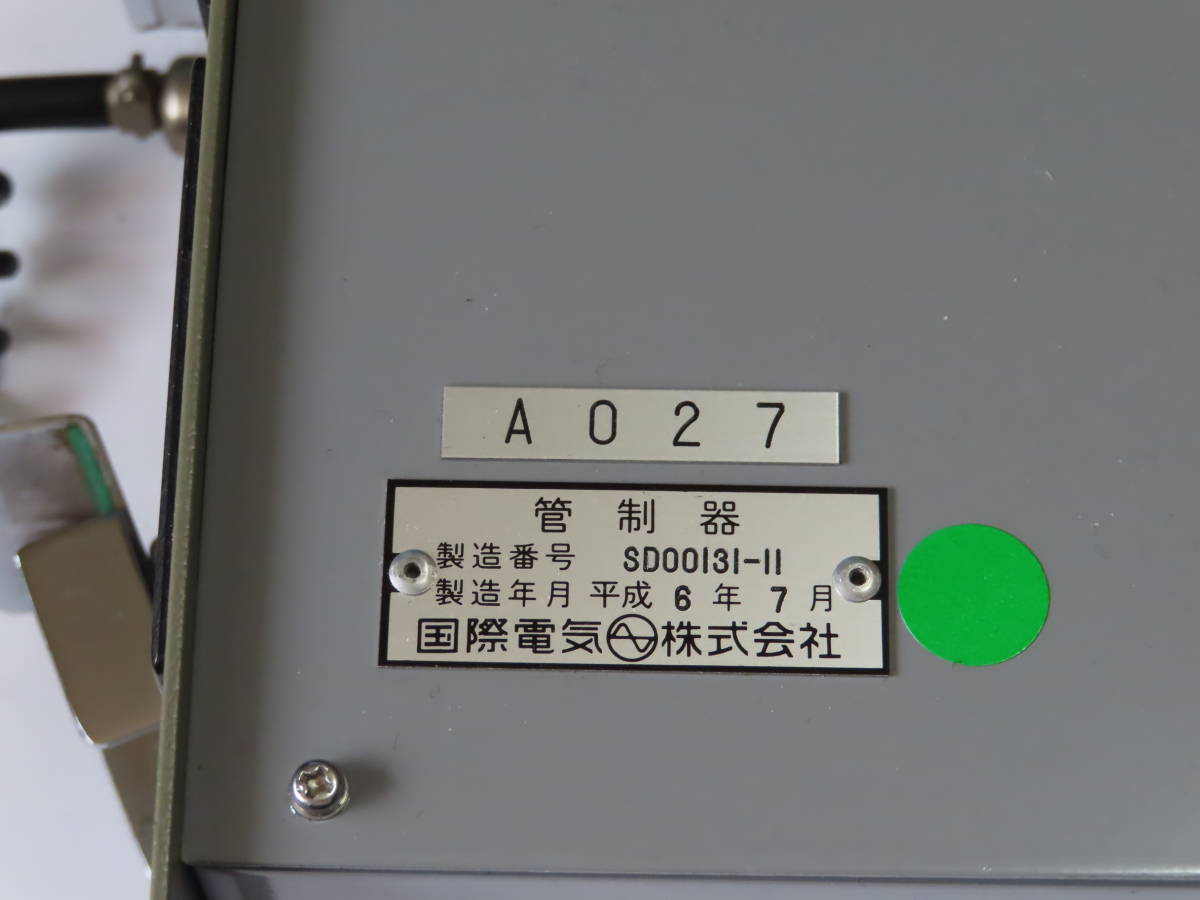 A027
管制器
製造番号 SD00131-11
製造年月 平成 6 年 7 月
国際電気株式会社